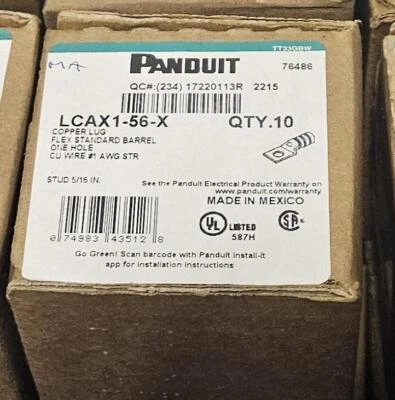 TT33GBW
MA
PANDUIT
76486
QC#:(234) 17220113R 2215
LCAX1-56-X QTY.10
COPPER LUG
FLEX STANDARD BARREL
ONE HOLE
CU WIRE #1 AWG STR
STUD 5/16 IN.
See the Panduit Electrical Product Warranty on
www.panduit.com/warranty
MADE IN MEXICO
UL LISTED
587H
SA
0 74983 43512 8
Go Green! Scan barcode with Panduit install-it
app for installation instructions